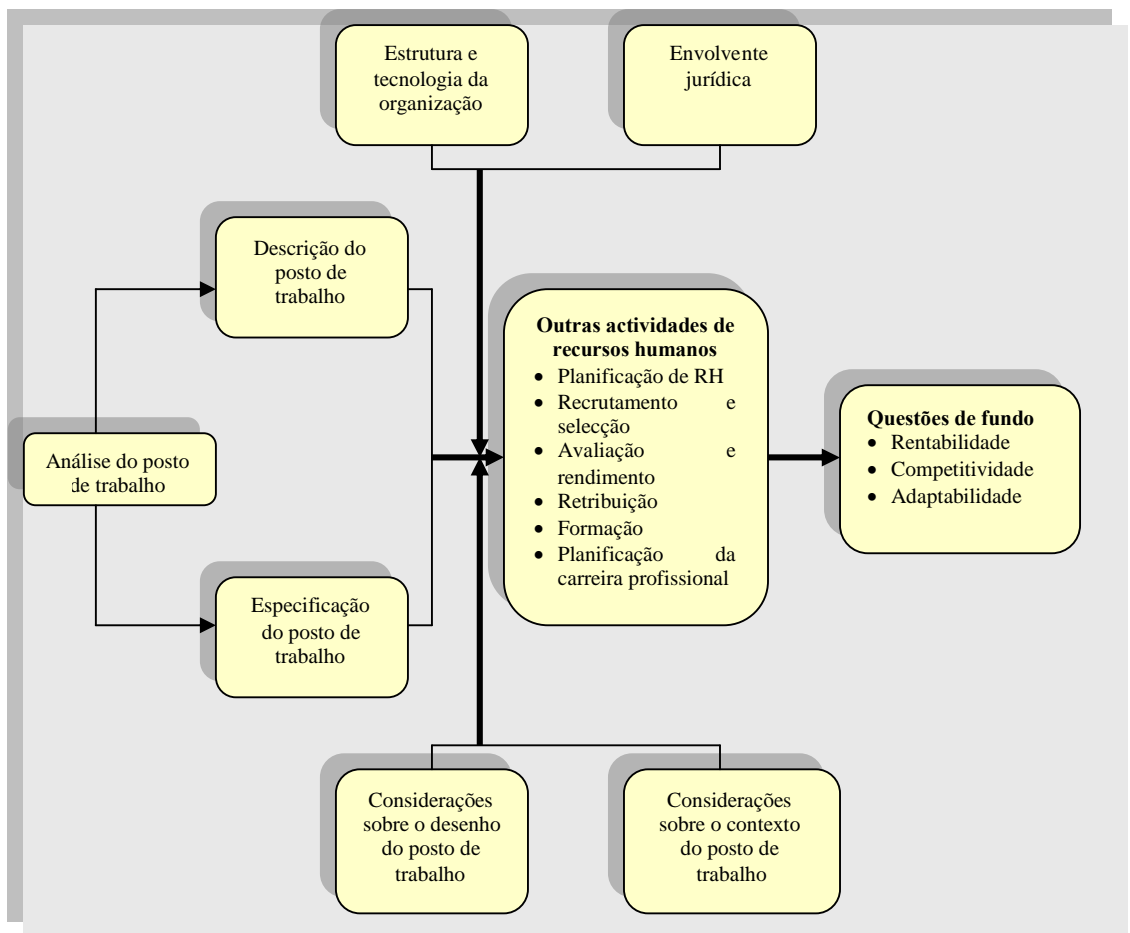 Estrutura e
tecnologia da
organização
Envolvente
jurídica
Descrição do
posto de
trabalho
Outras actividades de
recursos humanos
• Planificação de RH
• Recrutamento e
selecção
• Avaliação e
rendimento
• Retribuição
• Formação
• Planificação da
carreira profissional
Questões de fundo
• Rentabilidade
• Competitividade
• Adaptabilidade
Análise do posto
de trabalho
Especificação
do posto de
trabalho
Considerações
sobre o desenho
do posto de
trabalho
Considerações
sobre o contexto
do posto de
trabalho